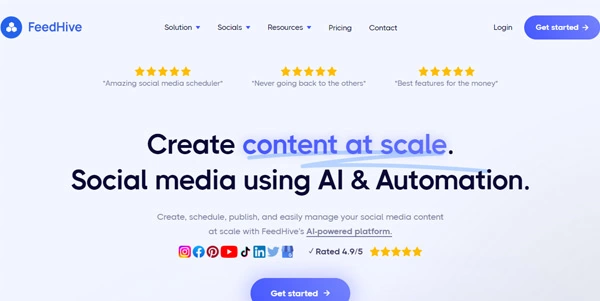 FeedHive
Solution Socials Resources Pricing Contact Login Get started →
"Amazing social media scheduler" "Never going back to the others" "Best features for the money"
Create content at scale.
Social media using AI & Automation.
Create, schedule, publish, and easily manage your social media content
at scale with FeedHive's AI-powered platform.
✓ Rated 4.9/5
Get started →